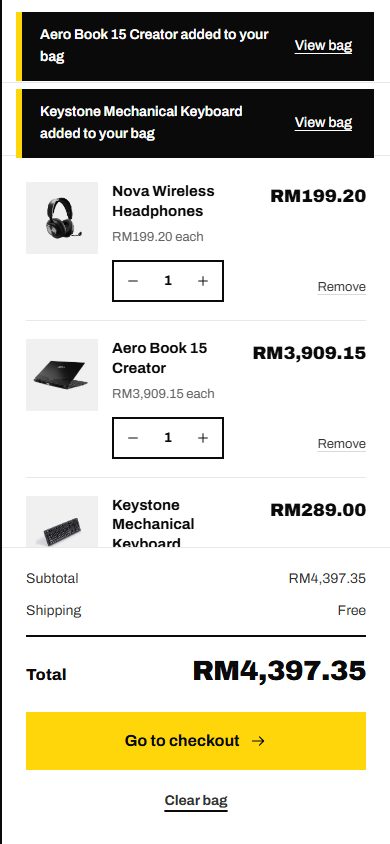 Aero Book 15 Creator added to your
bag
View bag
Keystone Mechanical Keyboard
added to your bag
View bag
Nova Wireless
Headphones
RM199.20
RM199.20 each
− 1 +
Remove
Aero Book 15
Creator
RM3,909.15
RM3,909.15 each
− 1 +
Remove
Keystone
Mechanical
Keyboard
RM289.00
Subtotal RM4,397.35
Shipping Free
Total RM4,397.35
Go to checkout →
Clear bag